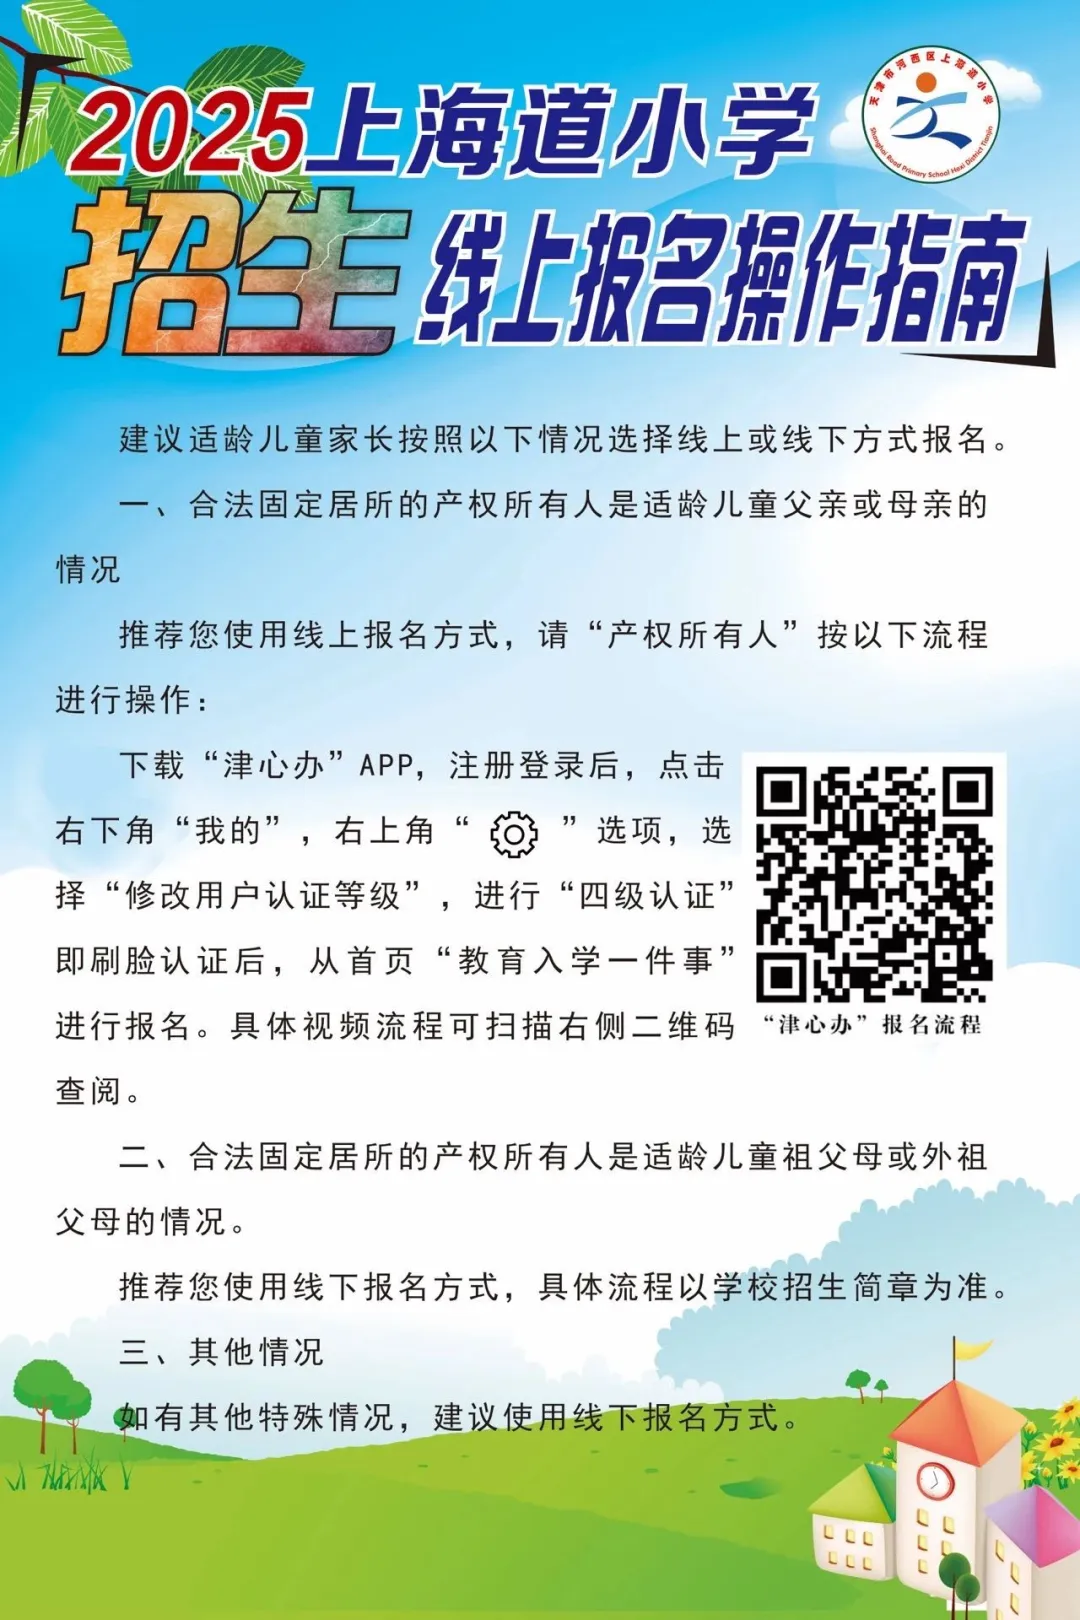 2025上海道小学
天津市河西区上海道小学
Shanghai Road Primary School Hexi District Tianjin
招生线上报名操作指南
建议适龄儿童家长按照以下情况选择线上或线下方式报名。
一、合法固定居所的产权所有人是适龄儿童父亲或母亲的
情况
推荐您使用线上报名方式，请“产权所有人”按以下流程
进行操作：
下载“津心办”APP，注册登录后，点击
右下角“我的”，右上角“ ”选项，选
择“修改用户认证等级”，进行“四级认证”
即刷脸认证后，从首页“教育入学一件事”
进行报名。具体视频流程可扫描右侧二维码
查阅。
“津心办”报名流程
二、合法固定居所的产权所有人是适龄儿童祖父母或外祖
父母的情况。
推荐您使用线下报名方式，具体流程以学校招生简章为准。
三、其他情况
如有其他特殊情况，建议使用线下报名方式。